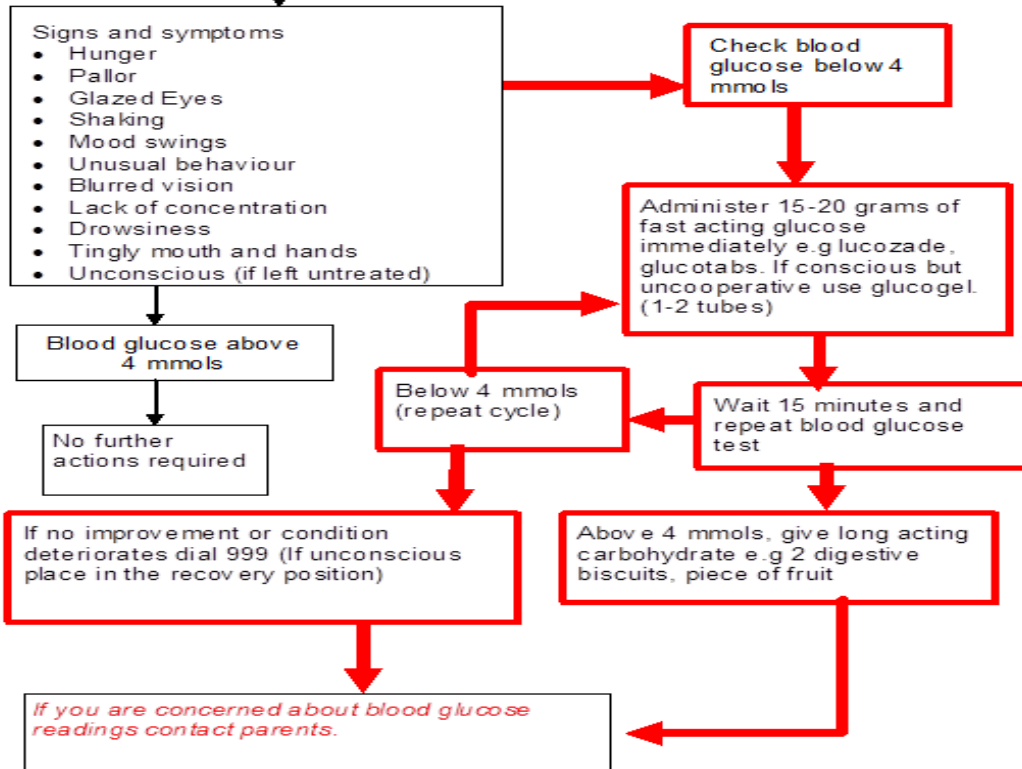 Signs and symptoms
• Hunger
• Pallor
• Glazed Eyes
• Shaking
• Mood swings
• Unusual behaviour
• Blurred vision
• Lack of concentration
• Drowsiness
• Tingly mouth and hands
• Unconscious (if left untreated)
Check blood
glucose below 4
mmols
Administer 15-20 grams of
fast acting glucose
immediately e.g lucozade,
glucotabs. If conscious but
uncooperative use glucogel.
(1-2 tubes)
Blood glucose above
4 mmols
Below 4 mmols
(repeat cycle)
Wait 15 minutes and
repeat blood glucose
test
No further
actions required
If no improvement or condition
deteriorates dial 999 (If unconscious
place in the recovery position)
Above 4 mmols, give long acting
carbohydrate e.g 2 digestive
biscuits, piece of fruit
If you are concerned about blood glucose
readings contact parents.